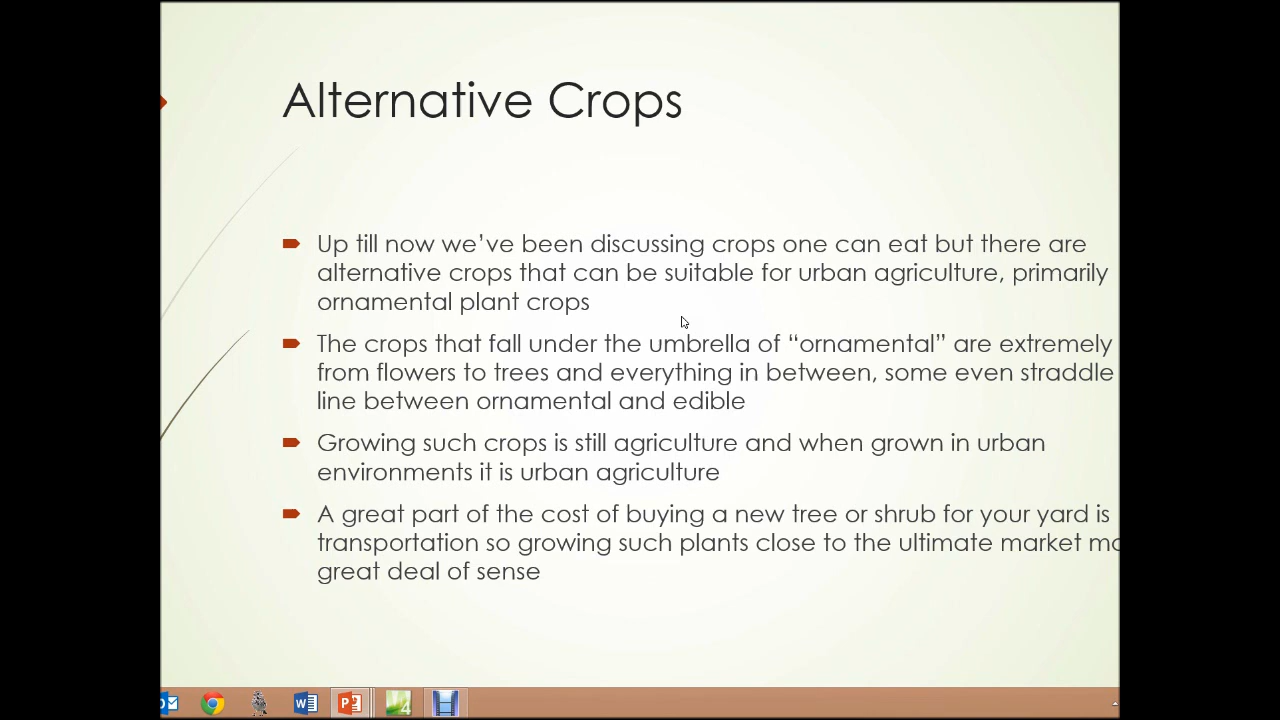 Alternative Crops
Up till now we’ve been discussing crops one can eat but there are
alternative crops that can be suitable for urban agriculture, primarily
ornamental plant crops
The crops that fall under the umbrella of “ornamental” are extremely
from flowers to trees and everything in between, some even straddle
line between ornamental and edible
Growing such crops is still agriculture and when grown in urban
environments it is urban agriculture
A great part of the cost of buying a new tree or shrub for your yard is
transportation so growing such plants close to the ultimate market
great deal of sense